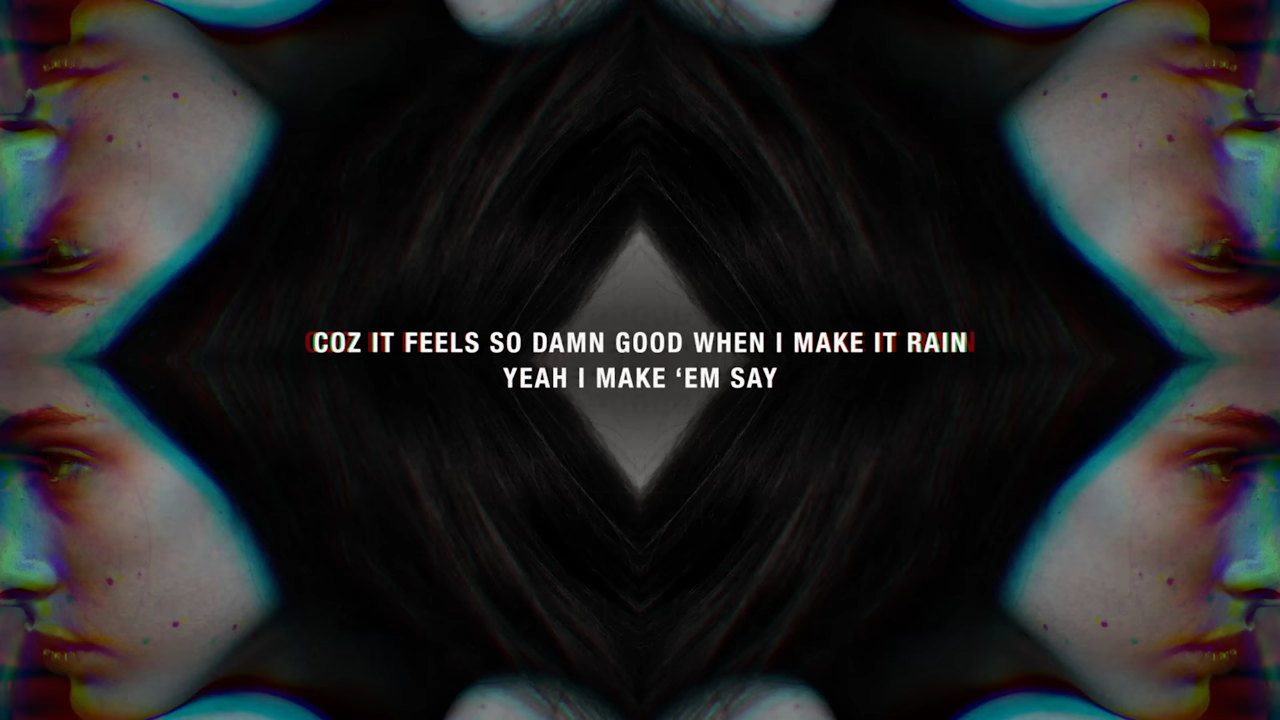 COZ IT FEELS SO DAMN GOOD WHEN I MAKE IT RAIN
YEAH I MAKE ‘EM SAY